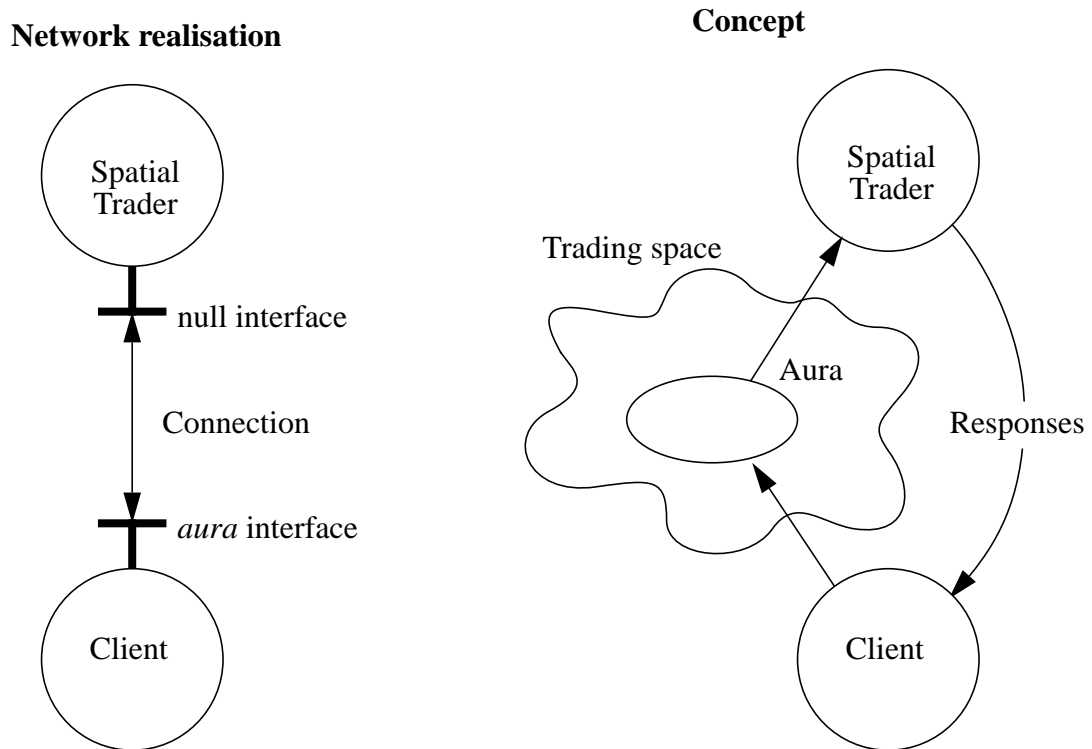 Network realisation
Spatial
Trader
null interface
Connection
aura interface
Client
Concept
Spatial
Trader
Trading space
Aura
Responses
Client